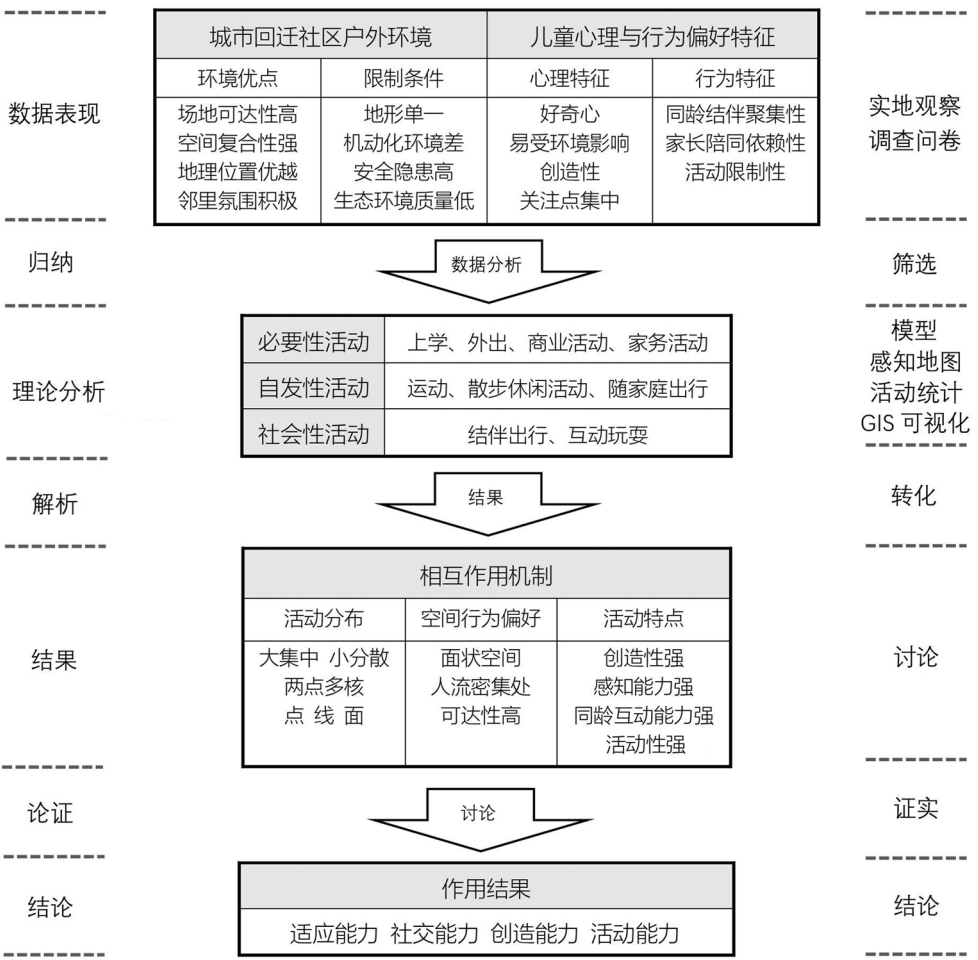 城市回迁社区户外环境
儿童心理与行为偏好特征
环境优点
限制条件
心理特征
行为特征
数据表现
场地可达性高
空间复合性强
地理位置优越
邻里氛围积极
地形单一
机动化环境差
安全隐患高
生态环境质量低
好奇心
易受环境影响
创造性
关注点集中
同龄结伴聚集性
家长陪同依赖性
活动限制性
实地观察
调查问卷
归纳
数据分析
筛选
理论分析
必要性活动
上学、外出、商业活动、家务活动
自发性活动
运动、散步休闲活动、随家庭出行
社会性活动
结伴出行、互动玩耍
模型
感知地图
活动统计
GIS 可视化
解析
结果
转化
相互作用机制
活动分布
空间行为偏好
活动特点
结果
大集中 小分散
两点多核
点 线 面
面状空间
人流密集处
可达性高
创造性强
感知能力强
同龄互动能力强
活动性强
讨论
论证
讨论
证实
作用结果
结论
适应能力 社交能力 创造能力 活动能力
结论